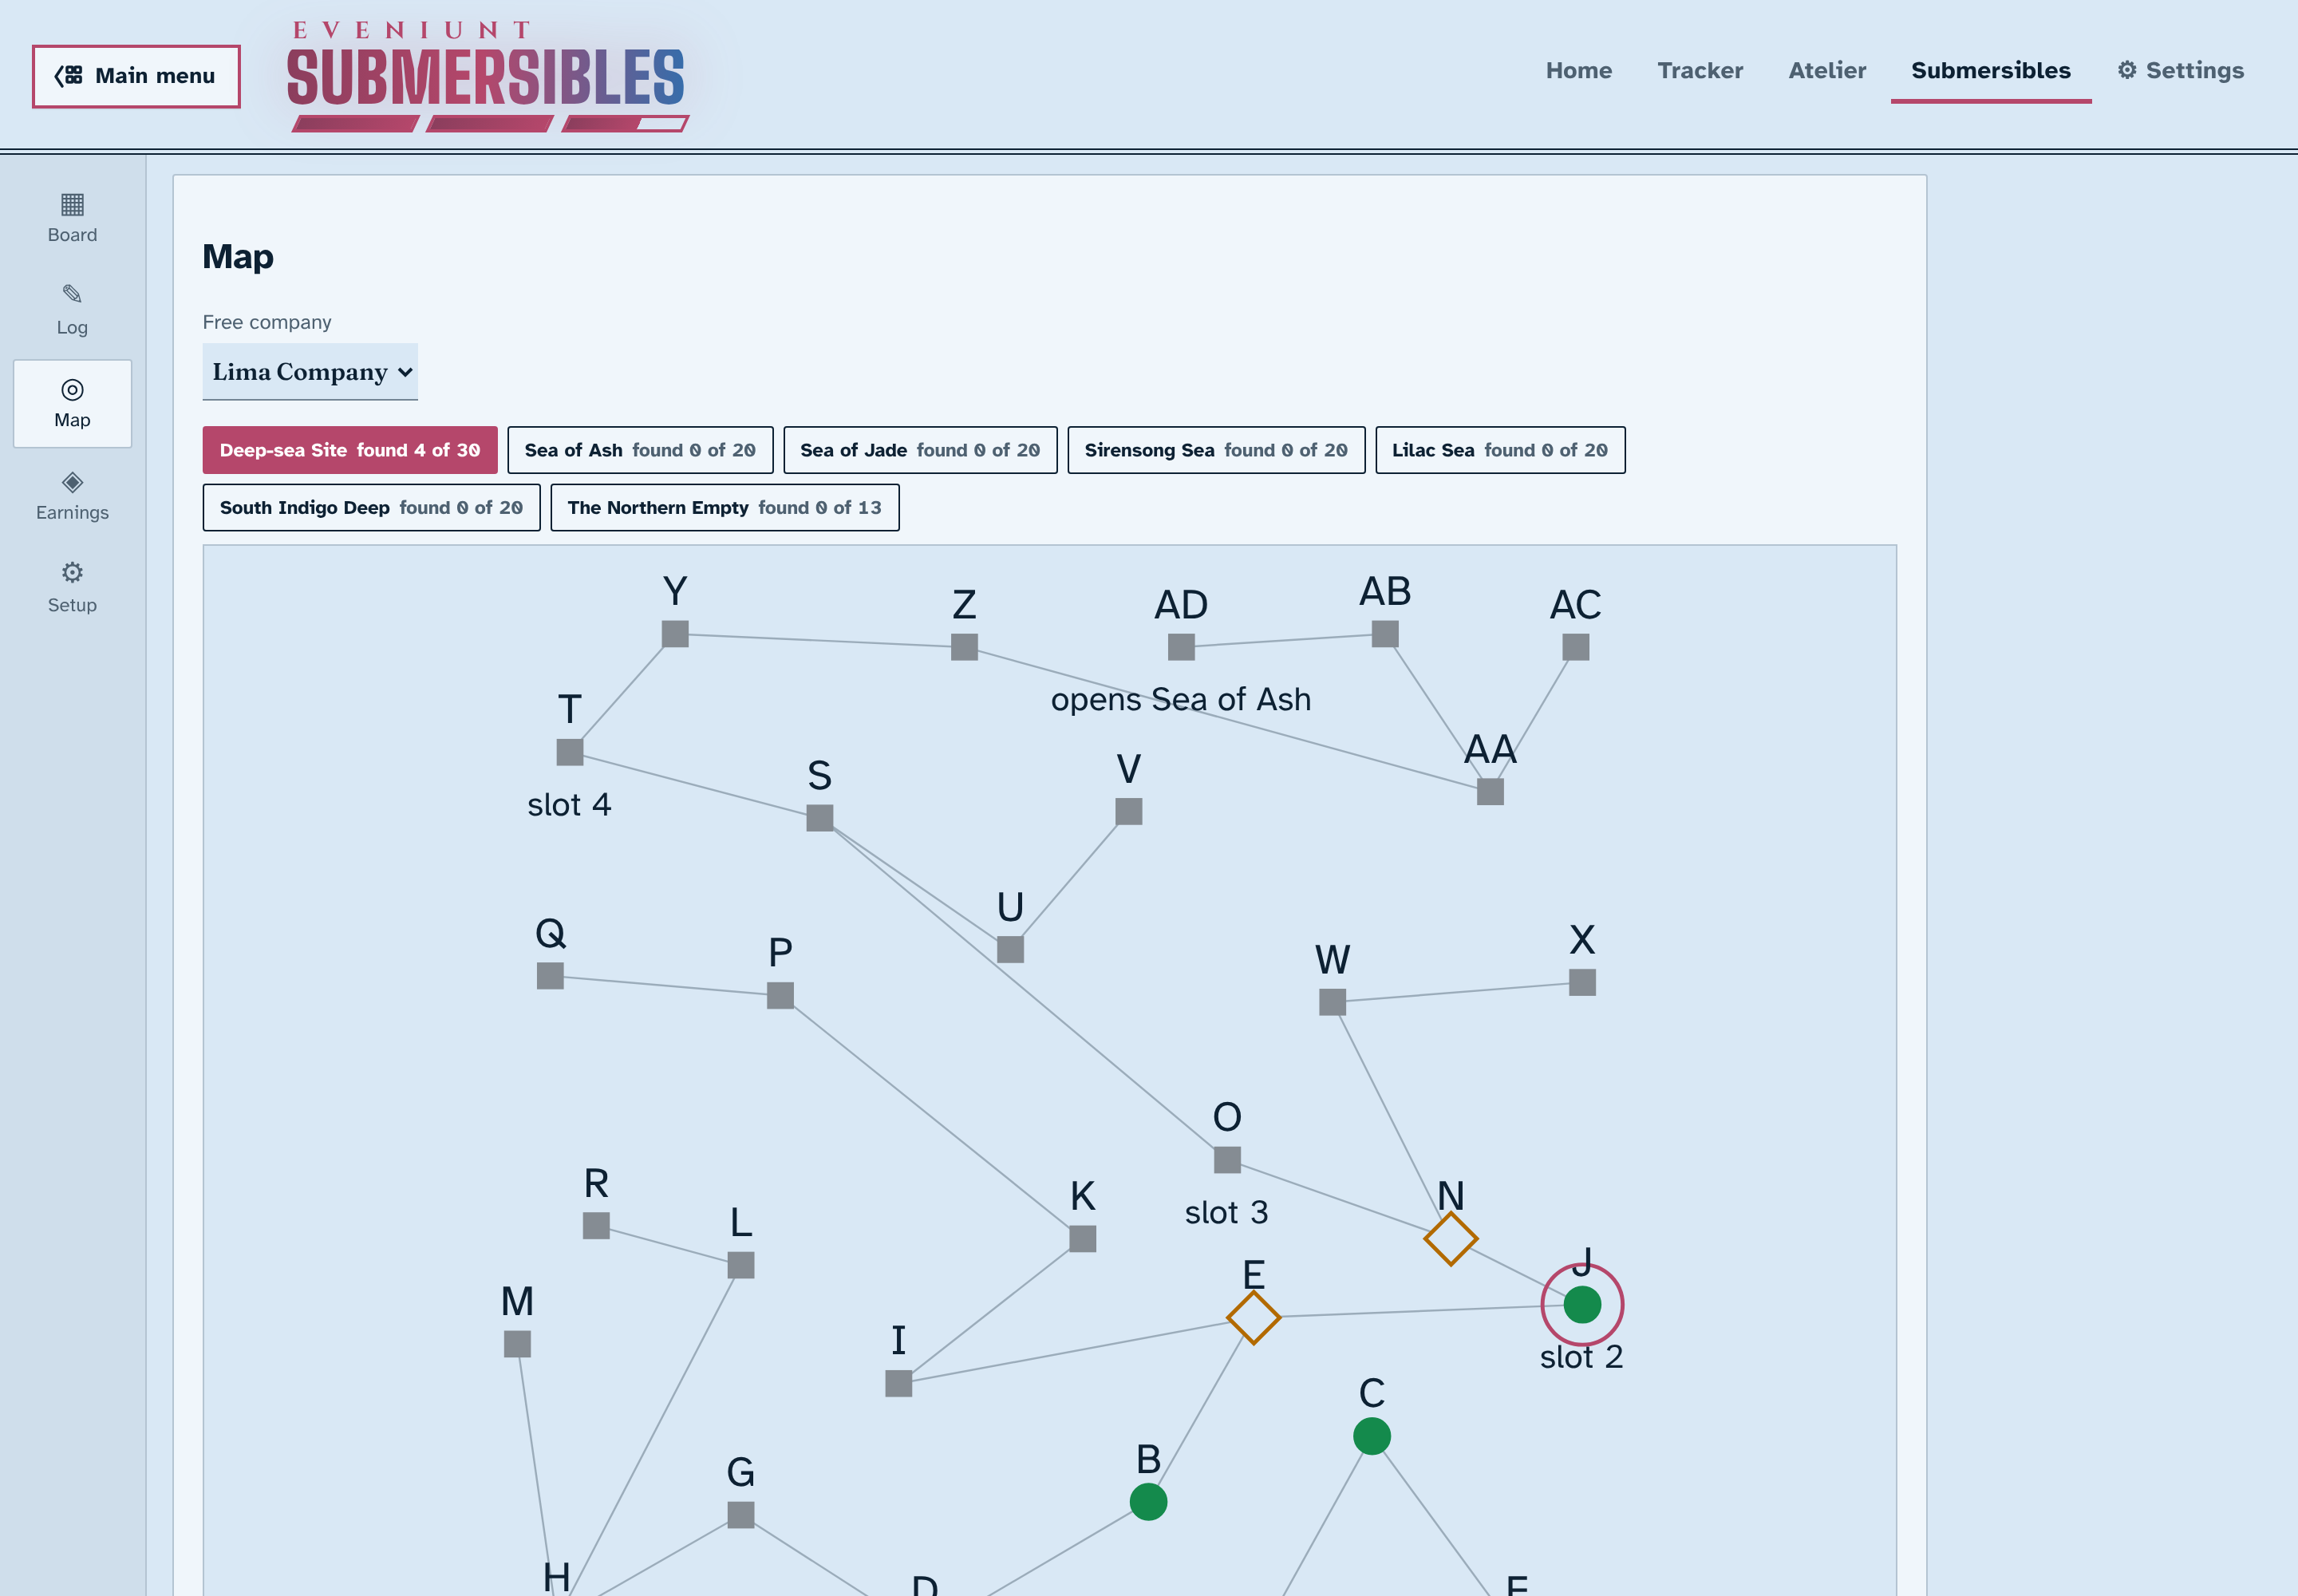 EVENIUNT
SUBMERSIBLES
Main menu
Home
Tracker
Atelier
Submersibles
⚙ Settings
Board
Log
Map
Earnings
Setup
Map
Free company
Lima Company
Deep-sea Site found 4 of 30
Sea of Ash found 0 of 20
Sea of Jade found 0 of 20
Sirensong Sea found 0 of 20
Lilac Sea found 0 of 20
South Indigo Deep found 0 of 20
The Northern Empty found 0 of 13
Y
Z
AD
AB
AC
opens Sea of Ash
T
S
V
AA
slot 4
U
Q
P
W
X
O
R
L
K
slot 3
N
M
I
E
J
slot 2
C
G
B
H
D